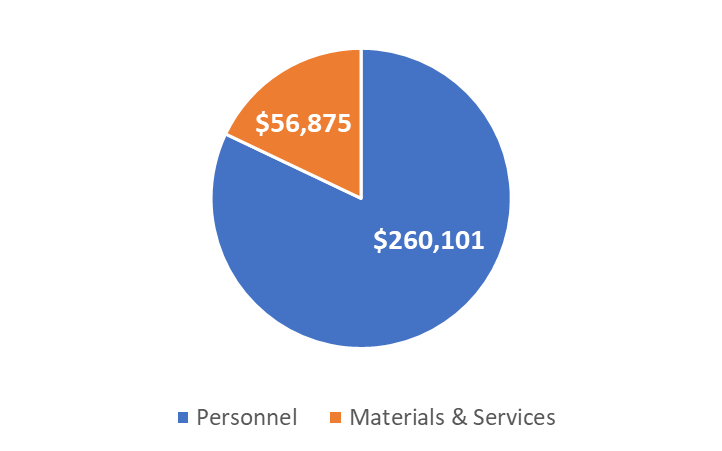 $56,875
$260,101
Personnel
Materials & Services